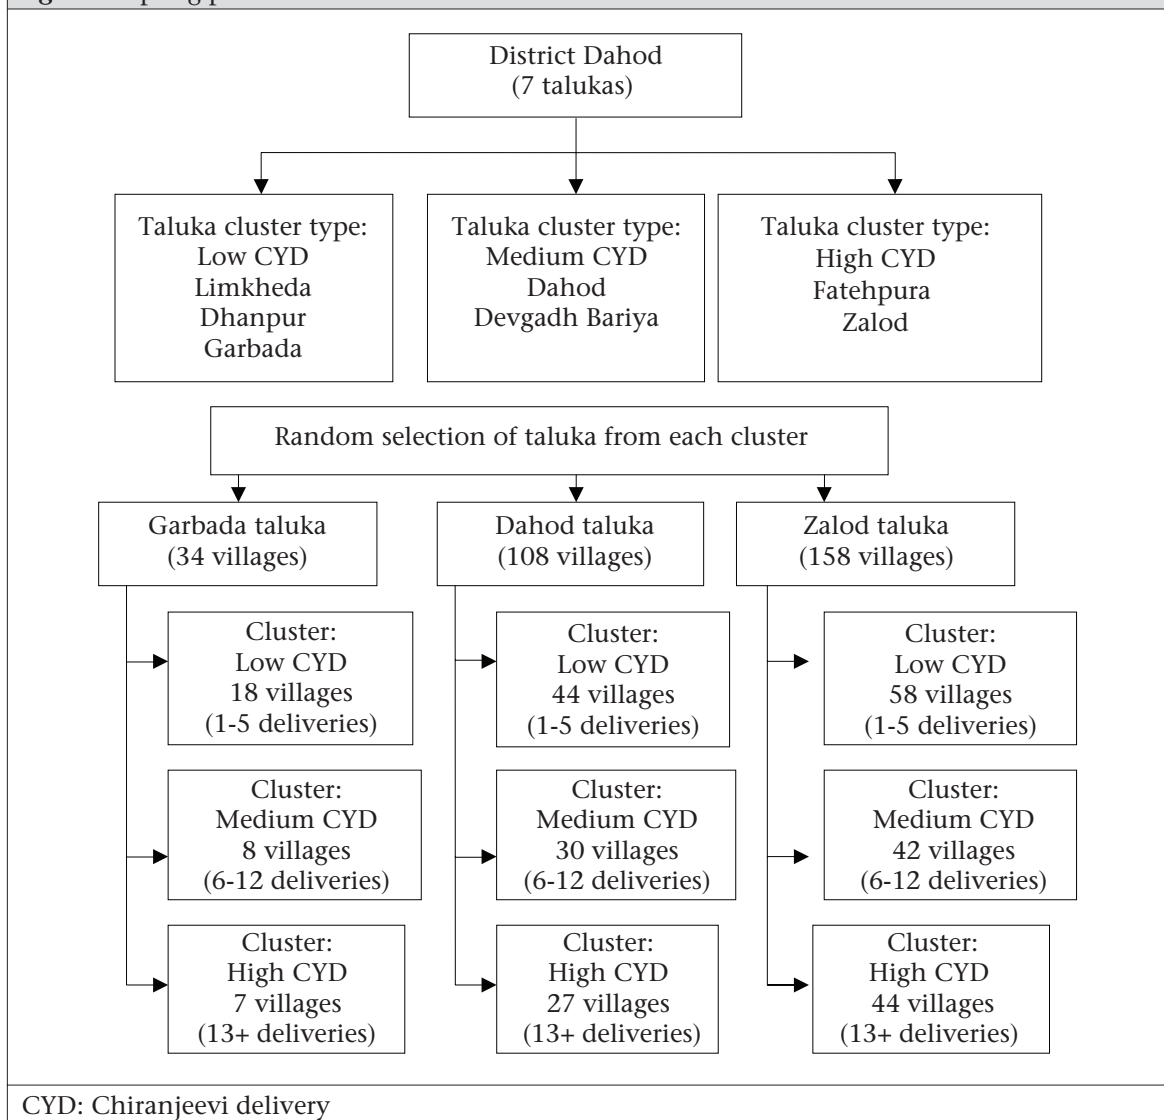 District Dahod
(7 talukas)
Taluka cluster type:
Low CYD
Limkheda
Dhanpur
Garbada
Taluka cluster type:
Medium CYD
Dahod
Devgadh Bariya
Taluka cluster type:
High CYD
Fatehpura
Zalod
Random selection of taluka from each cluster
Garbada taluka
(34 villages)
Dahod taluka
(108 villages)
Zalod taluka
(158 villages)
Cluster:
Low CYD
18 villages
(1-5 deliveries)
Cluster:
Low CYD
44 villages
(1-5 deliveries)
Cluster:
Low CYD
58 villages
(1-5 deliveries)
Cluster:
Medium CYD
8 villages
(6-12 deliveries)
Cluster:
Medium CYD
30 villages
(6-12 deliveries)
Cluster:
Medium CYD
42 villages
(6-12 deliveries)
Cluster:
High CYD
7 villages
(13+ deliveries)
Cluster:
High CYD
27 villages
(13+ deliveries)
Cluster:
High CYD
44 villages
(13+ deliveries)
CYD: Chiranjeevi delivery